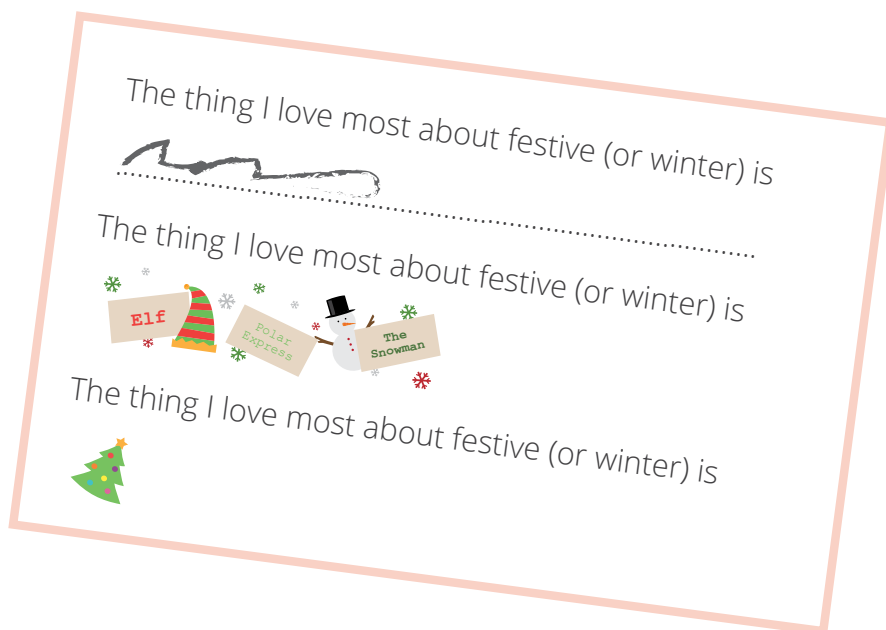 The thing I love most about festive (or winter) is
The thing I love most about festive (or winter) is
Elf
Polar
Express
The
Snowman
The thing I love most about festive (or winter) is